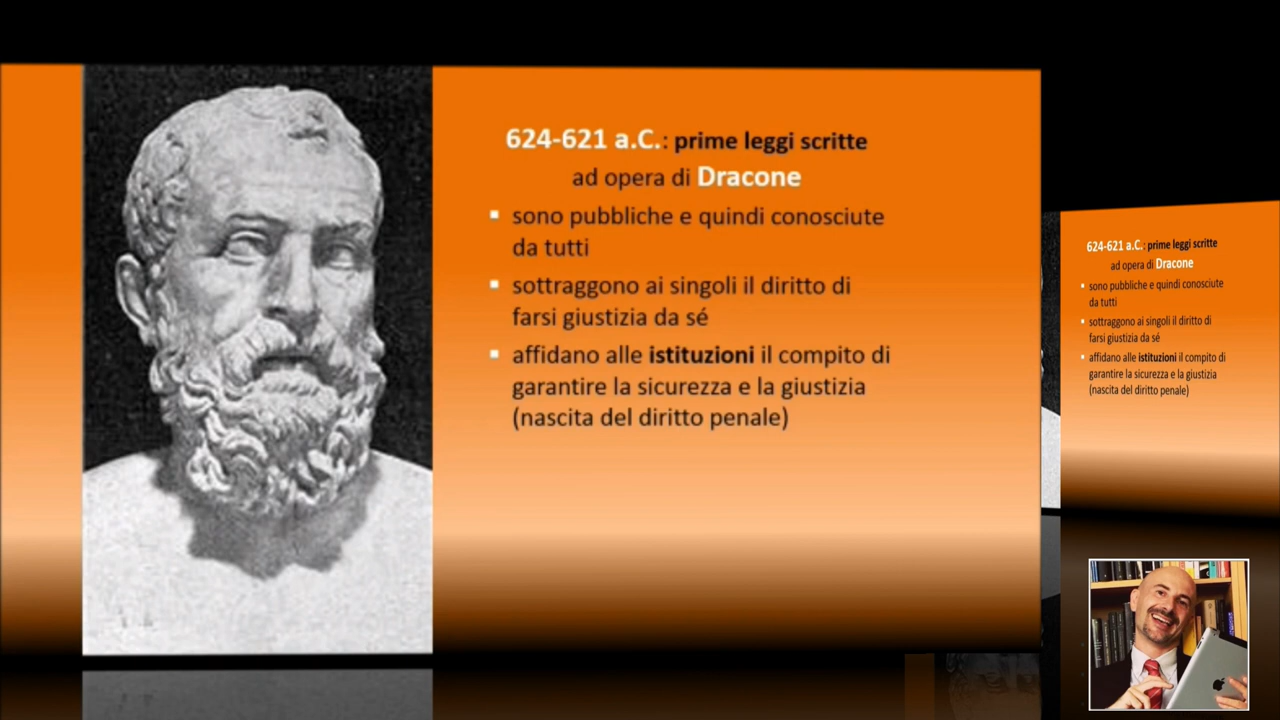 624-621 a.C.: prime leggi scritte
ad opera di Dracone
▪ sono pubbliche e quindi conosciute
da tutti
▪ sottraggono ai singoli il diritto di
farsi giustizia da sé
▪ affidano alle istituzioni il compito di
garantire la sicurezza e la giustizia
(nascita del diritto penale)
624-621 a.C.: prime leggi scritte
ad opera di Dracone
▪ sono pubbliche e quindi conosciute
da tutti
▪ sottraggono ai singoli il diritto di
farsi giustizia da sé
▪ affidano alle istituzioni il compito di
garantire la sicurezza e la giustizia
(nascita del diritto penale)